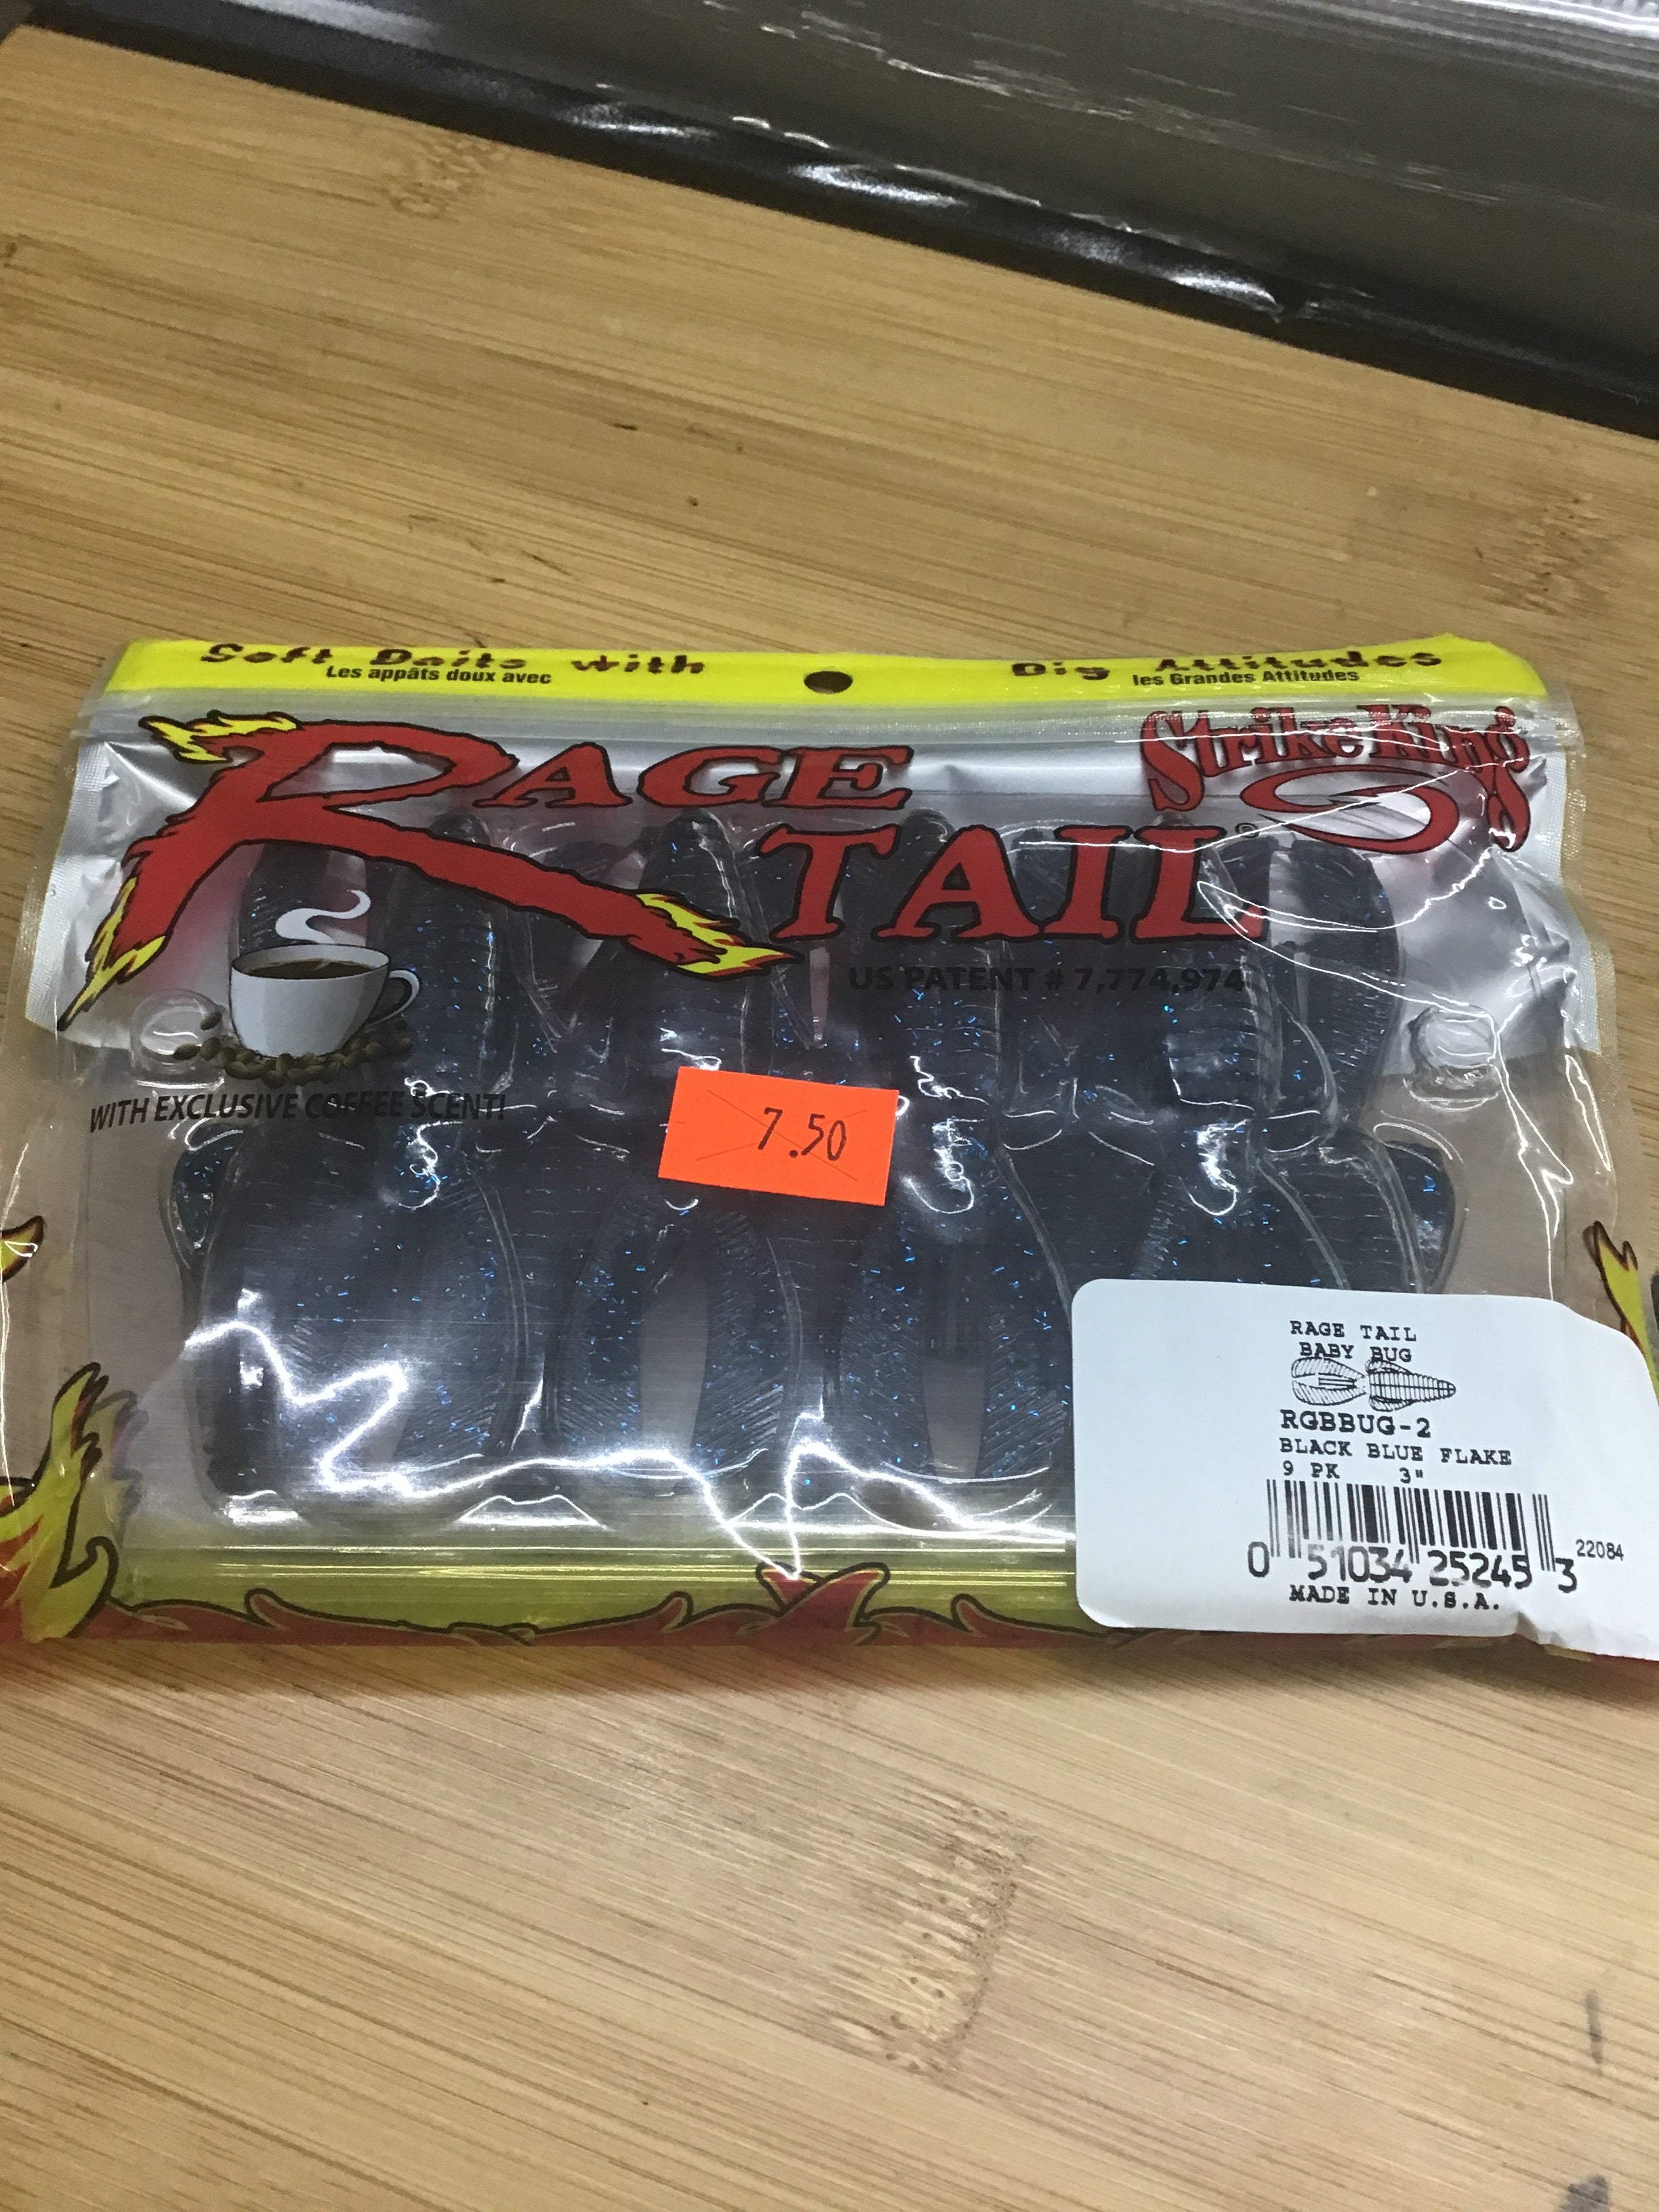 Soft Baits with
Les appâts doux avec
Big Attitudes
les Grandes Attitudes
RAGE
TAIL®
Strike King
US PATENT # 7,774,974
WITH EXCLUSIVE COFFEE SCENT!
7.50
RAGE TAIL
BABY BUG
RGBBUG-2
BLACK BLUE FLAKE
9 PK 3"
0 51034 25245 3
22084
MADE IN U.S.A.